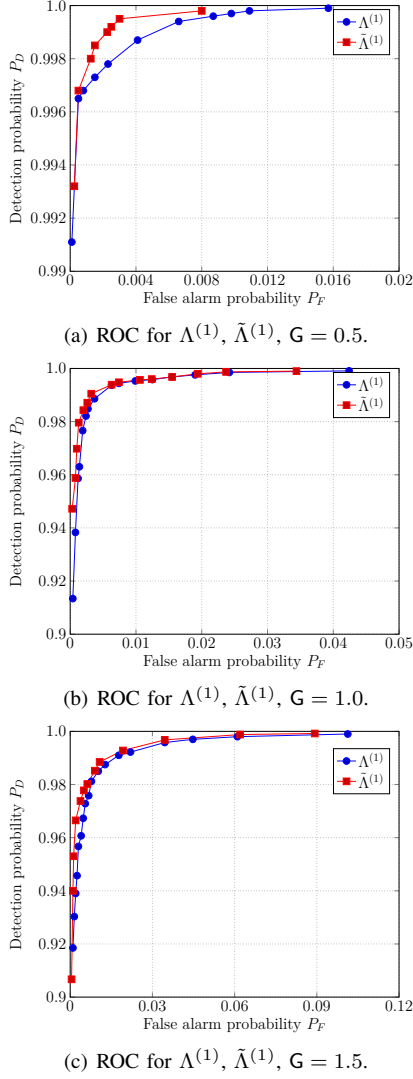 1.0
0.998
0.996
0.994
0.992
0.99
0
0.004
0.008
0.012
0.016
0.02
Detection probability P_D
False alarm probability P_F
Λ^(1)
Λ̃^(1)
(a) ROC for Λ^(1), Λ̃^(1), G = 0.5.
1.0
0.98
0.96
0.94
0.92
0.9
0
0.01
0.02
0.03
0.04
0.05
Detection probability P_D
False alarm probability P_F
Λ^(1)
Λ̃^(1)
(b) ROC for Λ^(1), Λ̃^(1), G = 1.0.
1.0
0.98
0.96
0.94
0.92
0.9
0
0.03
0.06
0.09
0.12
Detection probability P_D
False alarm probability P_F
Λ^(1)
Λ̃^(1)
(c) ROC for Λ^(1), Λ̃^(1), G = 1.5.